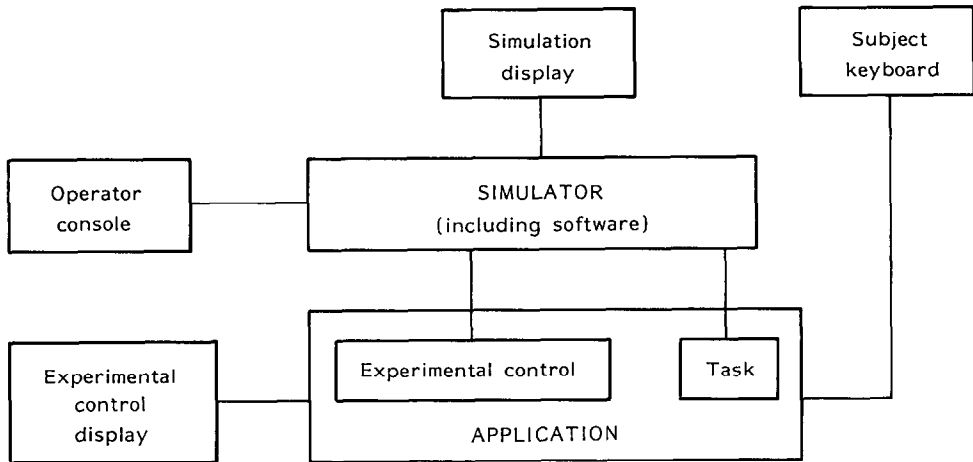 Simulation
display
Subject
keyboard
Operator
console
SIMULATOR
(including software)
Experimental
control
display
Experimental control
Task
APPLICATION